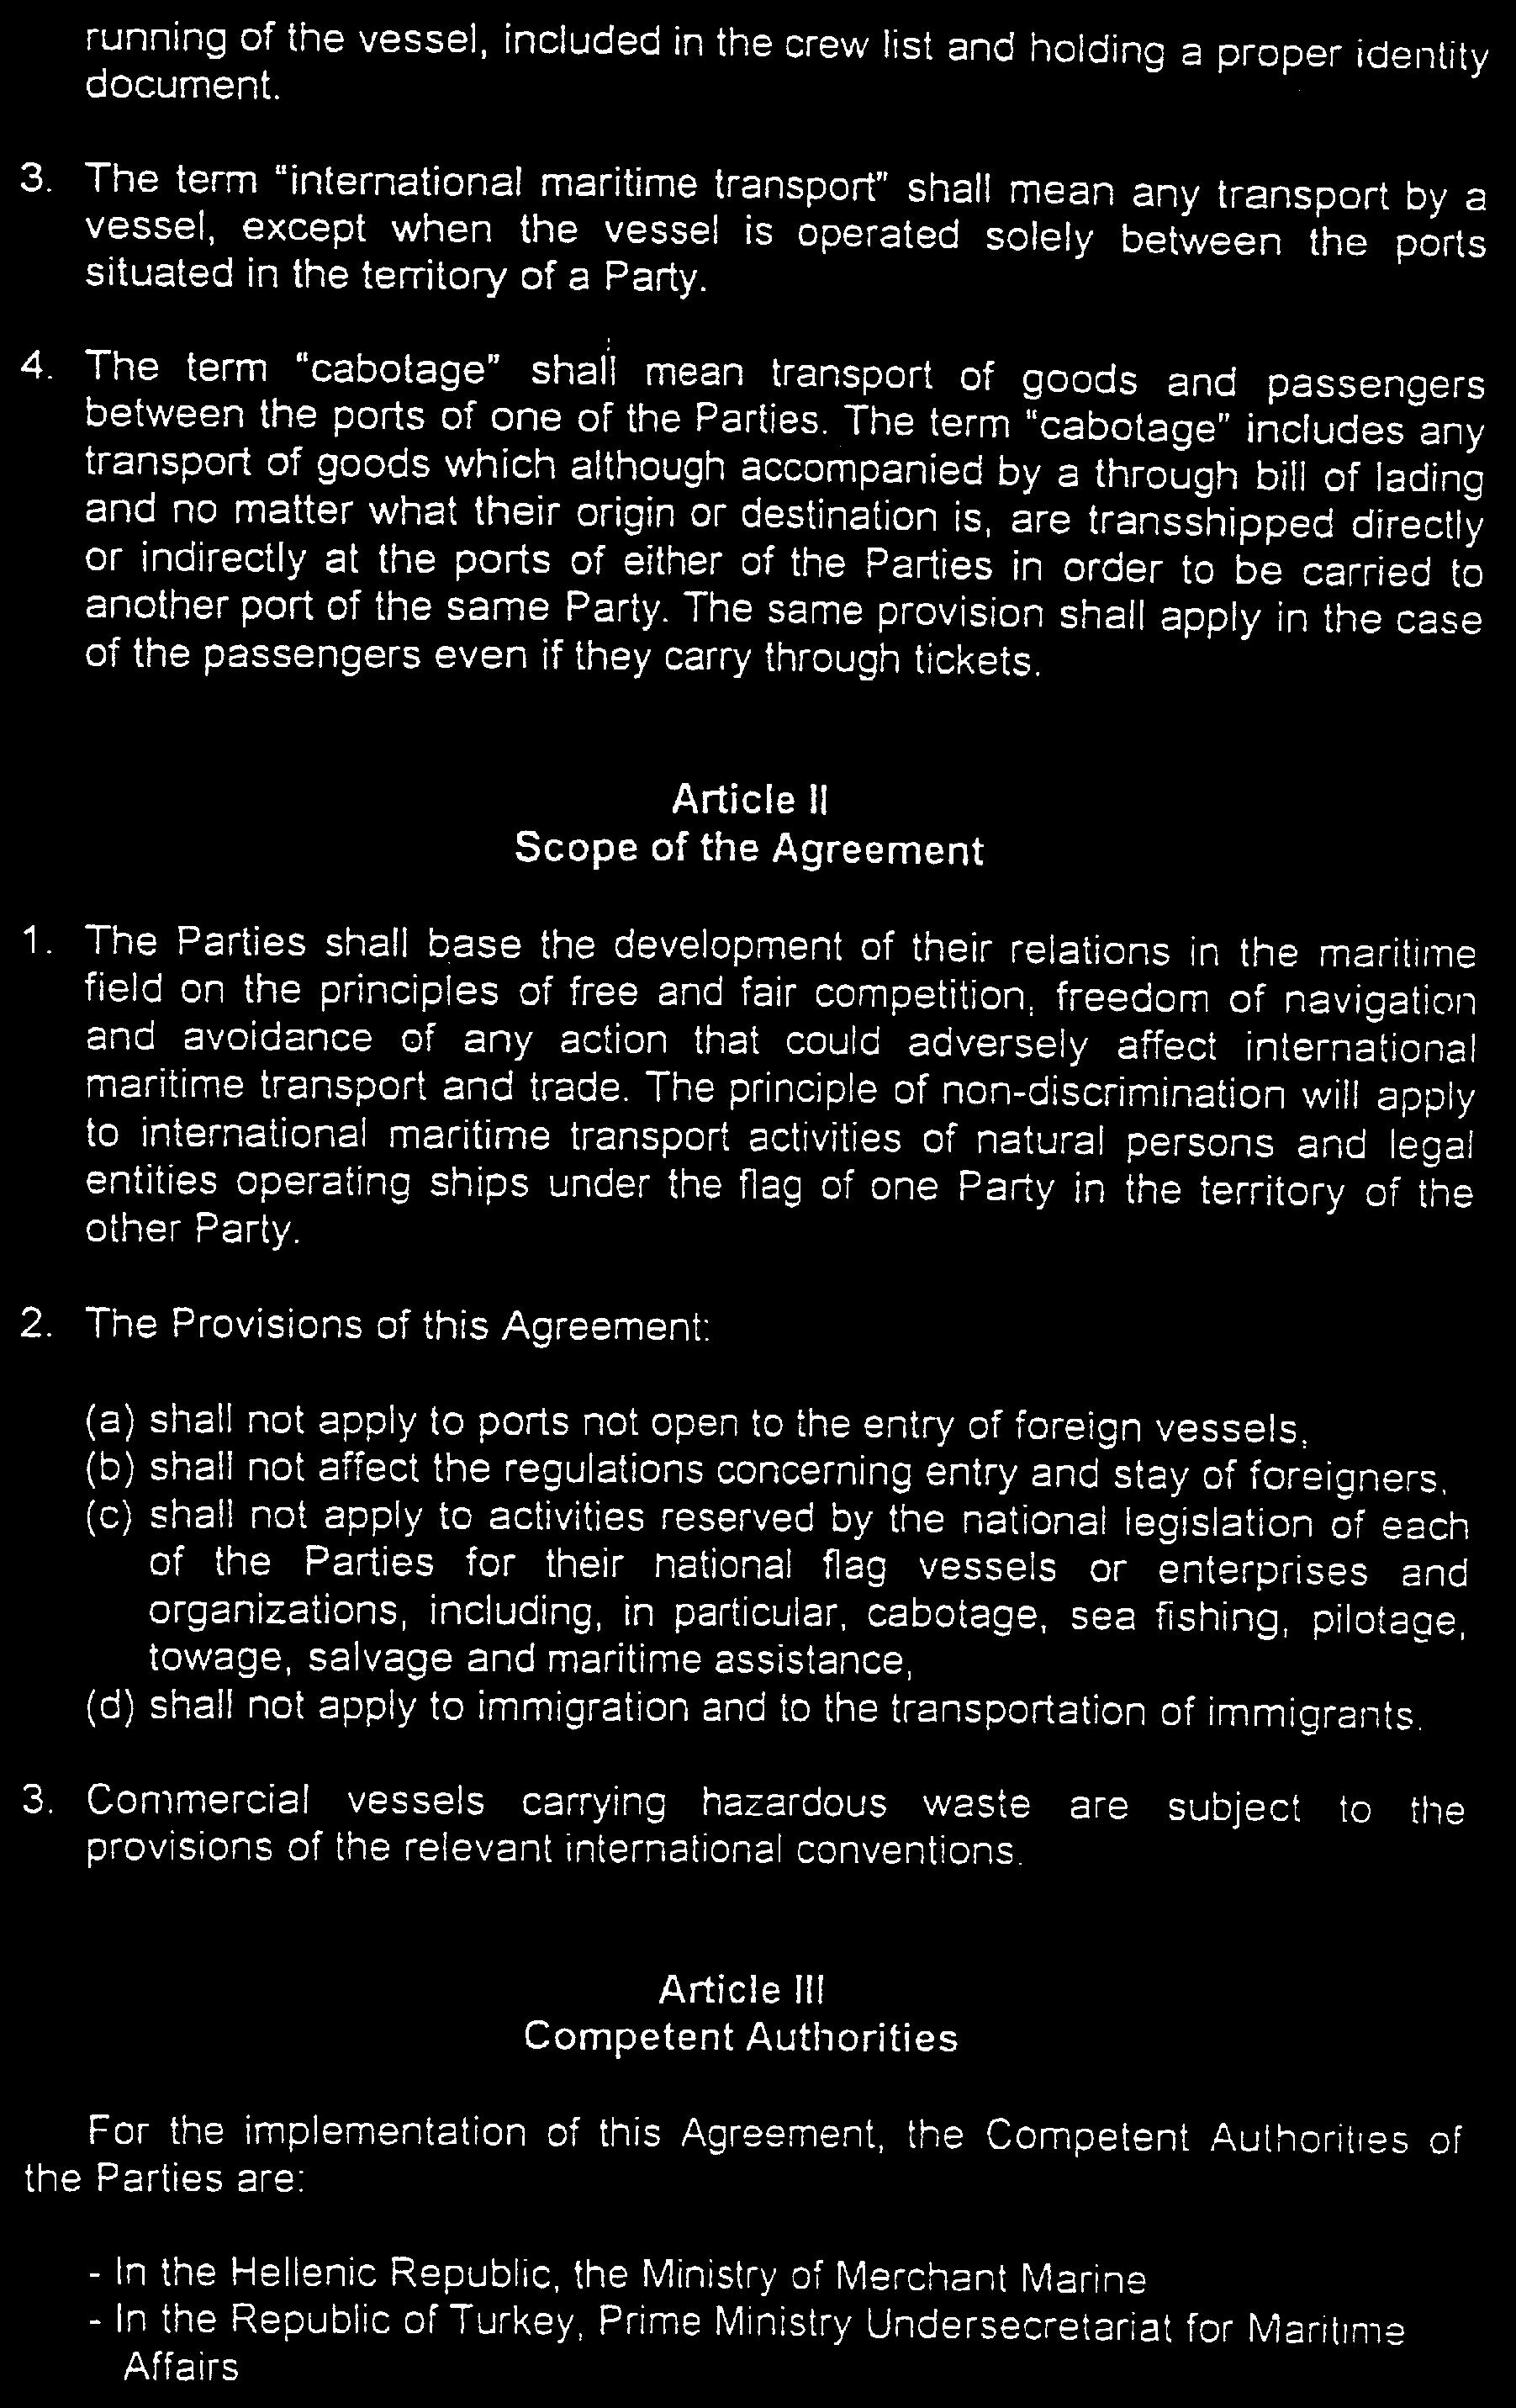 running of the vessel, included in the crew list and holding a proper identity
document.
3. The term "international maritime transport" shall mean any transport by a
vessel, except when the vessel is operated solely between the ports
situated in the territory of a Party.
4. The term "cabotage" shall mean transport of goods and passengers
between the ports of one of the Parties. The term "cabotage" includes any
transport of goods which although accompanied by a through bill of lading
and no matter what their origin or destination is, are transshipped directly
or indirectly at the ports of either of the Parties in order to be carried to
another port of the same Party. The same provision shall apply in the case
of the passengers even if they carry through tickets.
Article II
Scope of the Agreement
1. The Parties shall base the development of their relations in the maritime
field on the principles of free and fair competition, freedom of navigation
and avoidance of any action that could adversely affect international
maritime transport and trade. The principle of non-discrimination will apply
to international maritime transport activities of natural persons and legal
entities operating ships under the flag of one Party in the territory of the
other Party.
2. The Provisions of this Agreement:
(a) shall not apply to ports not open to the entry of foreign vessels,
(b) shall not affect the regulations concerning entry and stay of foreigners,
(c) shall not apply to activities reserved by the national legislation of each
of the Parties for their national flag vessels or enterprises and
organizations, including, in particular, cabotage, sea fishing, pilotage,
towage, salvage and maritime assistance,
(d) shall not apply to immigration and to the transportation of immigrants.
3. Commercial vessels carrying hazardous waste are subject to the
provisions of the relevant international conventions.
Article III
Competent Authorities
For the implementation of this Agreement, the Competent Authorities of
the Parties are:
- In the Hellenic Republic, the Ministry of Merchant Marine
- In the Republic of Turkey, Prime Ministry Undersecretariat for Maritime
Affairs